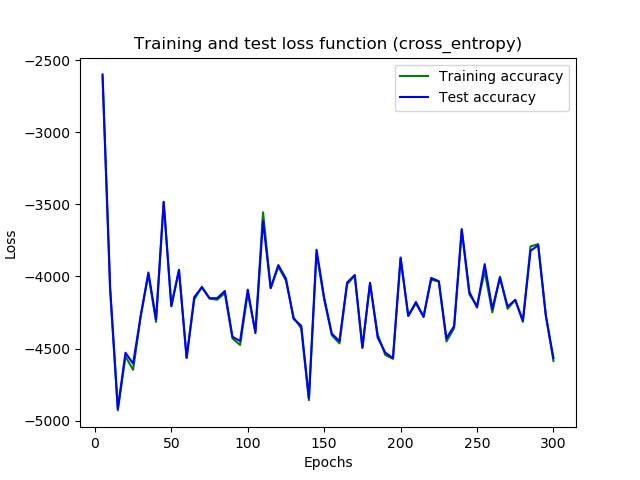 Training and test loss function (cross_entropy)
Training accuracy
Test accuracy
−2500
−3000
−3500
−4000
−4500
−5000
Loss
0
50
100
150
200
250
300
Epochs